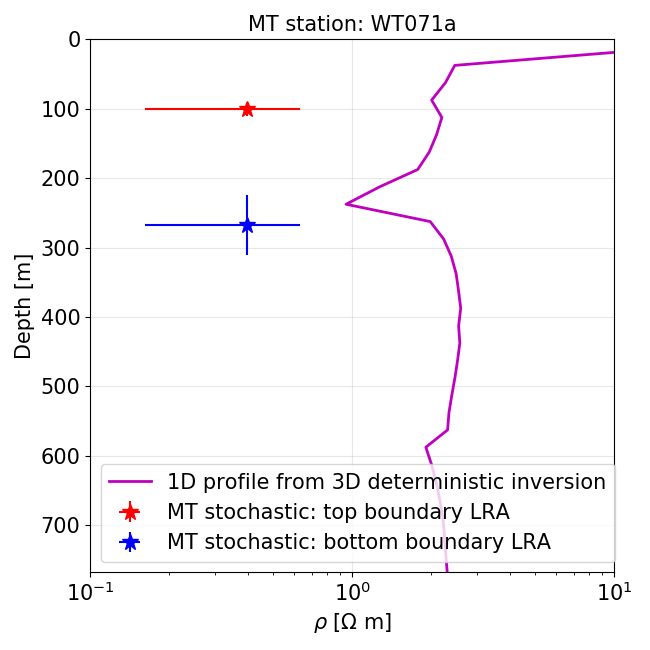 MT station: WT071a
0
100
200
300
400
500
600
700
Depth [m]
1D profile from 3D deterministic inversion
MT stochastic: top boundary LRA
MT stochastic: bottom boundary LRA
10⁻¹ 10⁰ 10¹
ρ [Ω m]